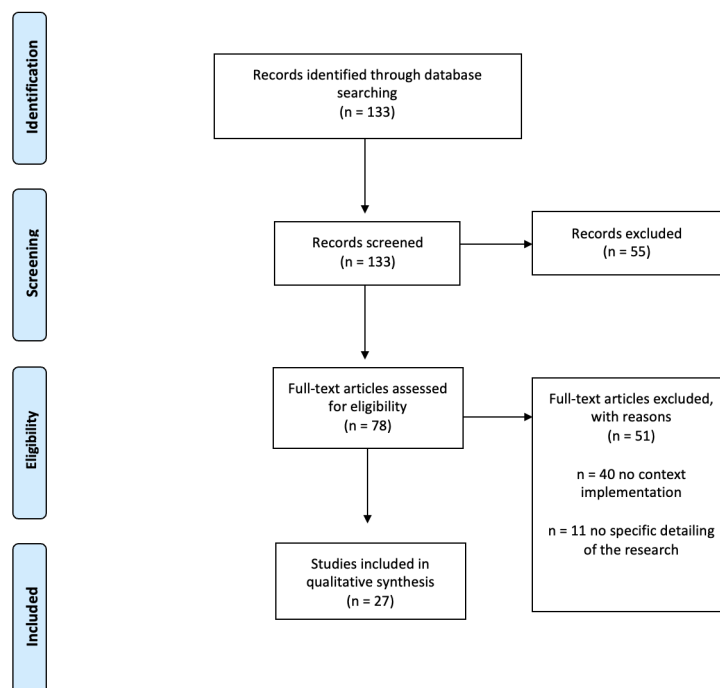 Identification
Records identified through database
searching
(n = 133)
Screening
Records screened
(n = 133)
Records excluded
(n = 55)
Eligibility
Full-text articles assessed
for eligibility
(n = 78)
Full-text articles excluded,
with reasons
(n = 51)
n = 40 no context
implementation
n = 11 no specific detailing
of the research
Included
Studies included in
qualitative synthesis
(n = 27)